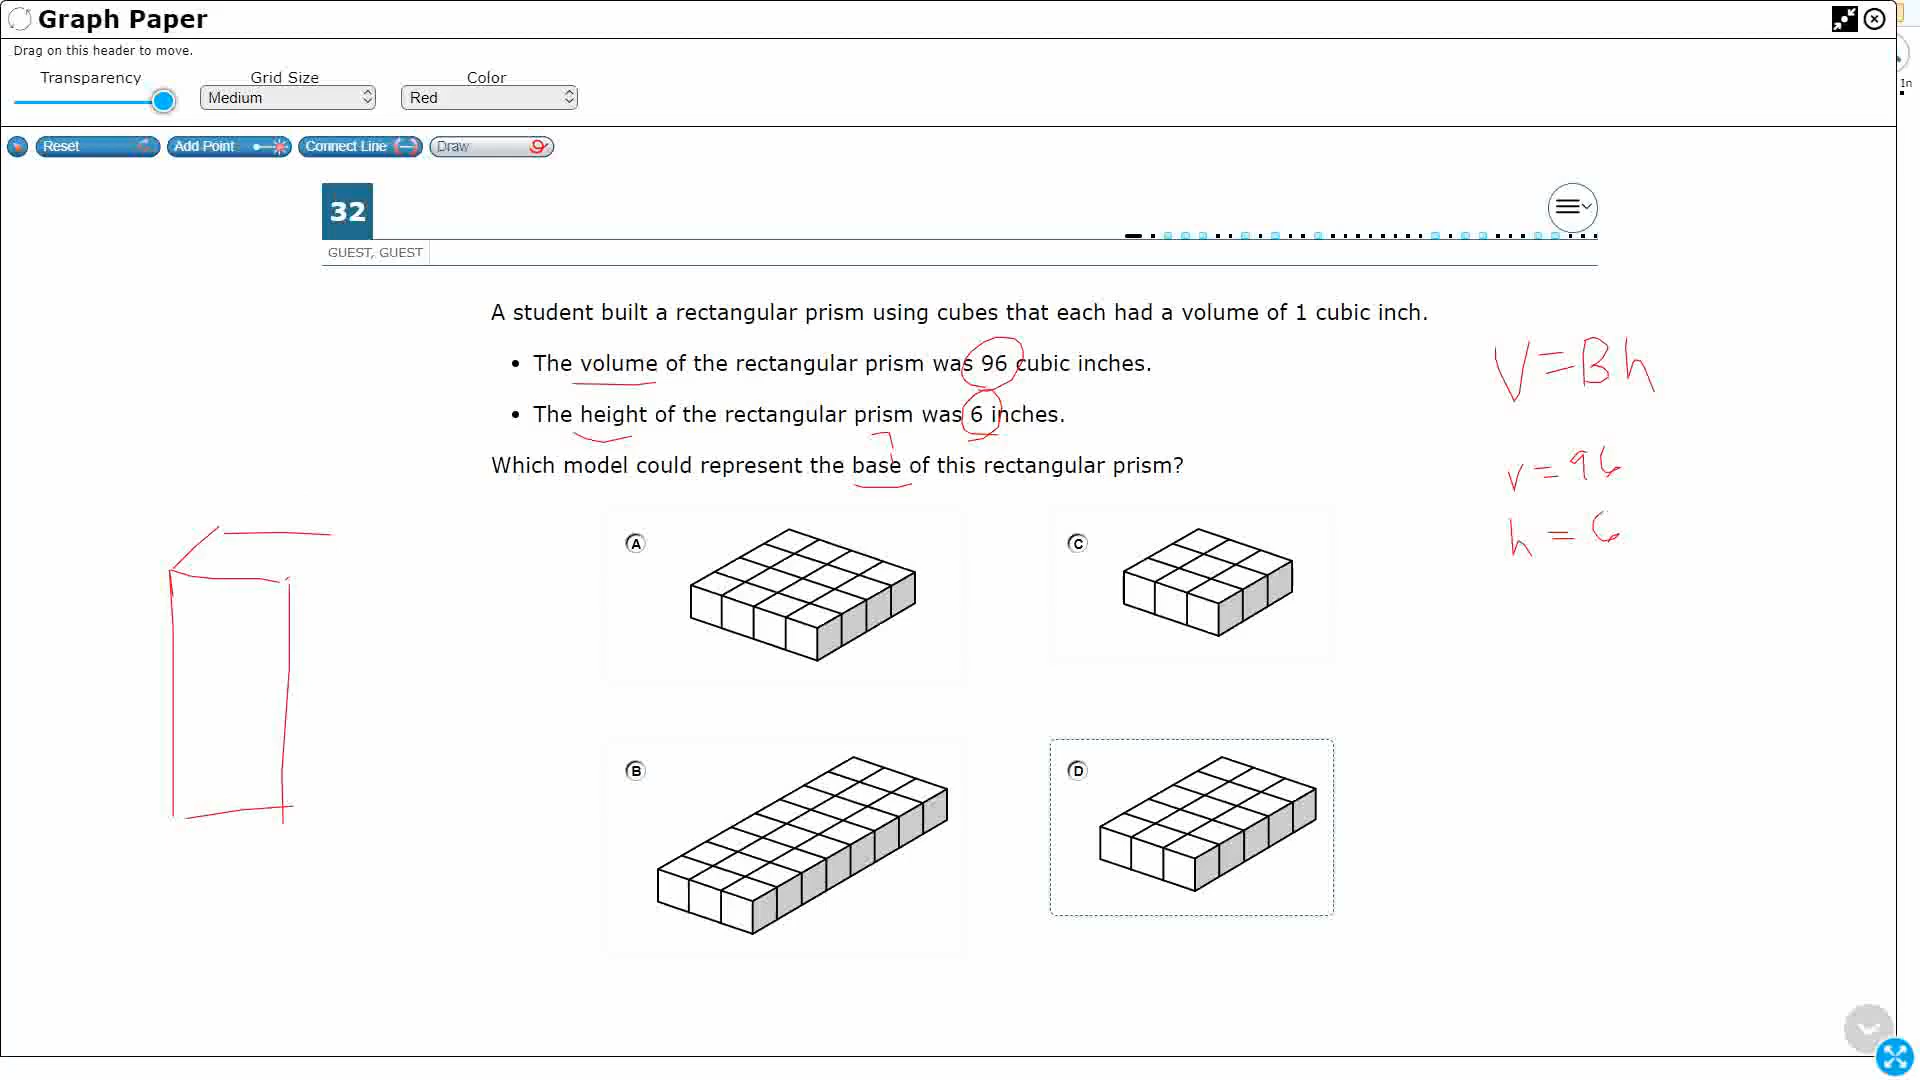 Graph Paper
Drag on this header to move.
Transparency Grid Size Color
Medium Red
In
Reset Add Point Connect Line Draw
32
GUEST, GUEST
A student built a rectangular prism using cubes that each had a volume of 1 cubic inch.
• The volume of the rectangular prism was 96 cubic inches.
• The height of the rectangular prism was 6 inches.
Which model could represent the base of this rectangular prism?
V=Bh
v=96
h=6
A
C
B
D